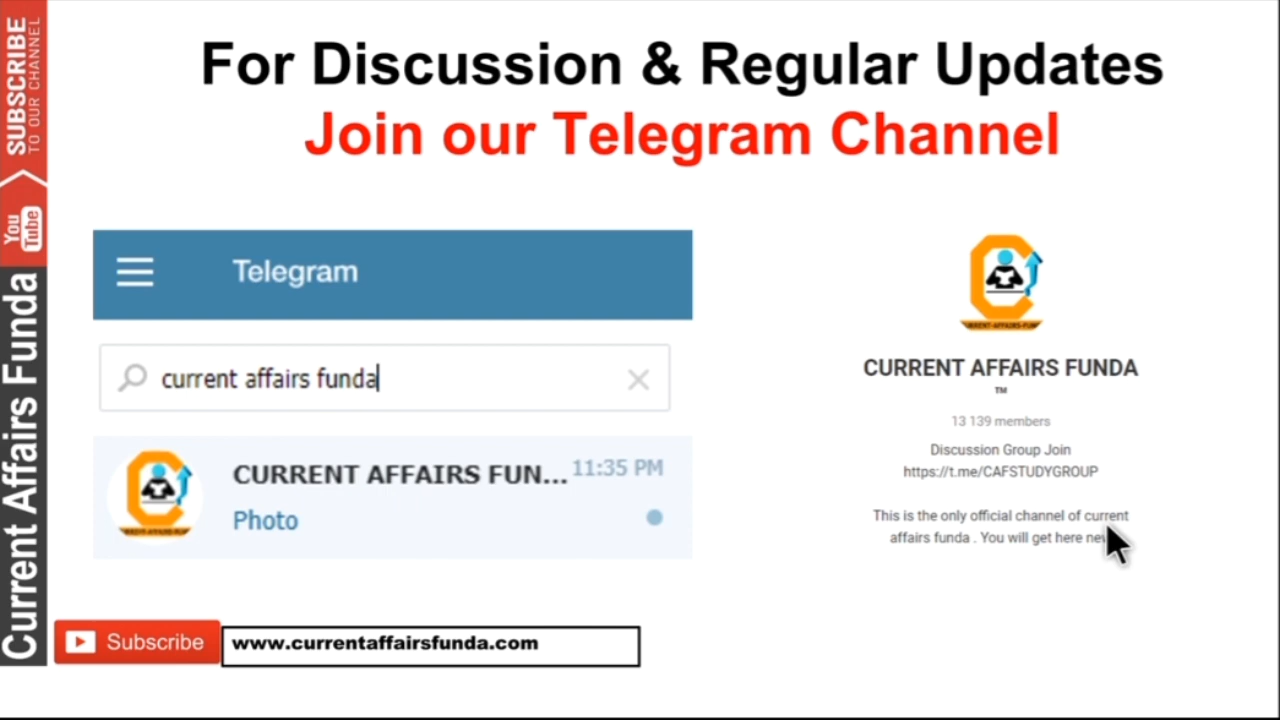 SUBSCRIBE
TO OUR CHANNEL
You
Tube
Current Affairs Funda
For Discussion & Regular Updates
Join our Telegram Channel
Telegram
current affairs funda
CURRENT AFFAIRS FUN... 11:35 PM
Photo
CURRENT-AFFAIRS-FUN
CURRENT AFFAIRS FUNDA
™
13 139 members
Discussion Group Join
https://t.me/CAFSTUDYGROUP
This is the only official channel of current
affairs funda . You will get here
Subscribe
www.currentaffairsfunda.com